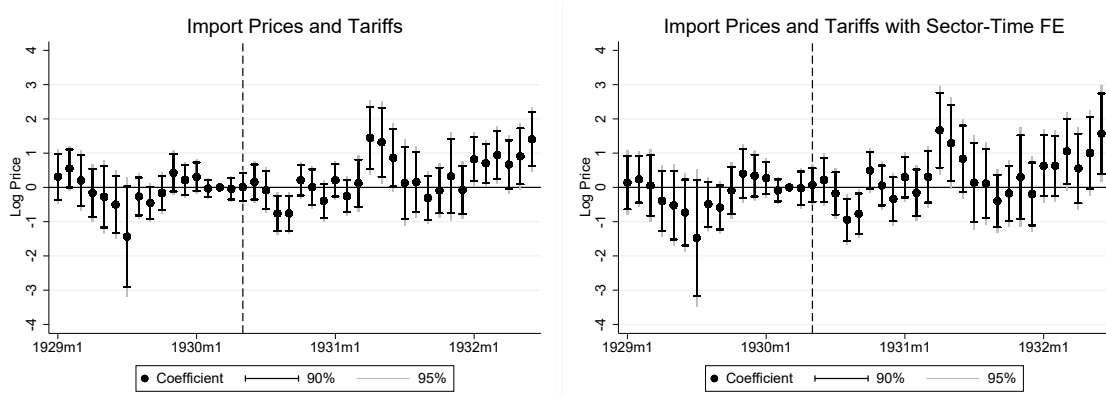 Import Prices and Tariffs
Log Price
4
3
2
1
0
-1
-2
-3
-4
1929m1 1930m1 1931m1 1932m1
Coefficient 90% 95%
Import Prices and Tariffs with Sector-Time FE
Log Price
4
3
2
1
0
-1
-2
-3
-4
1929m1 1930m1 1931m1 1932m1
Coefficient 90% 95%